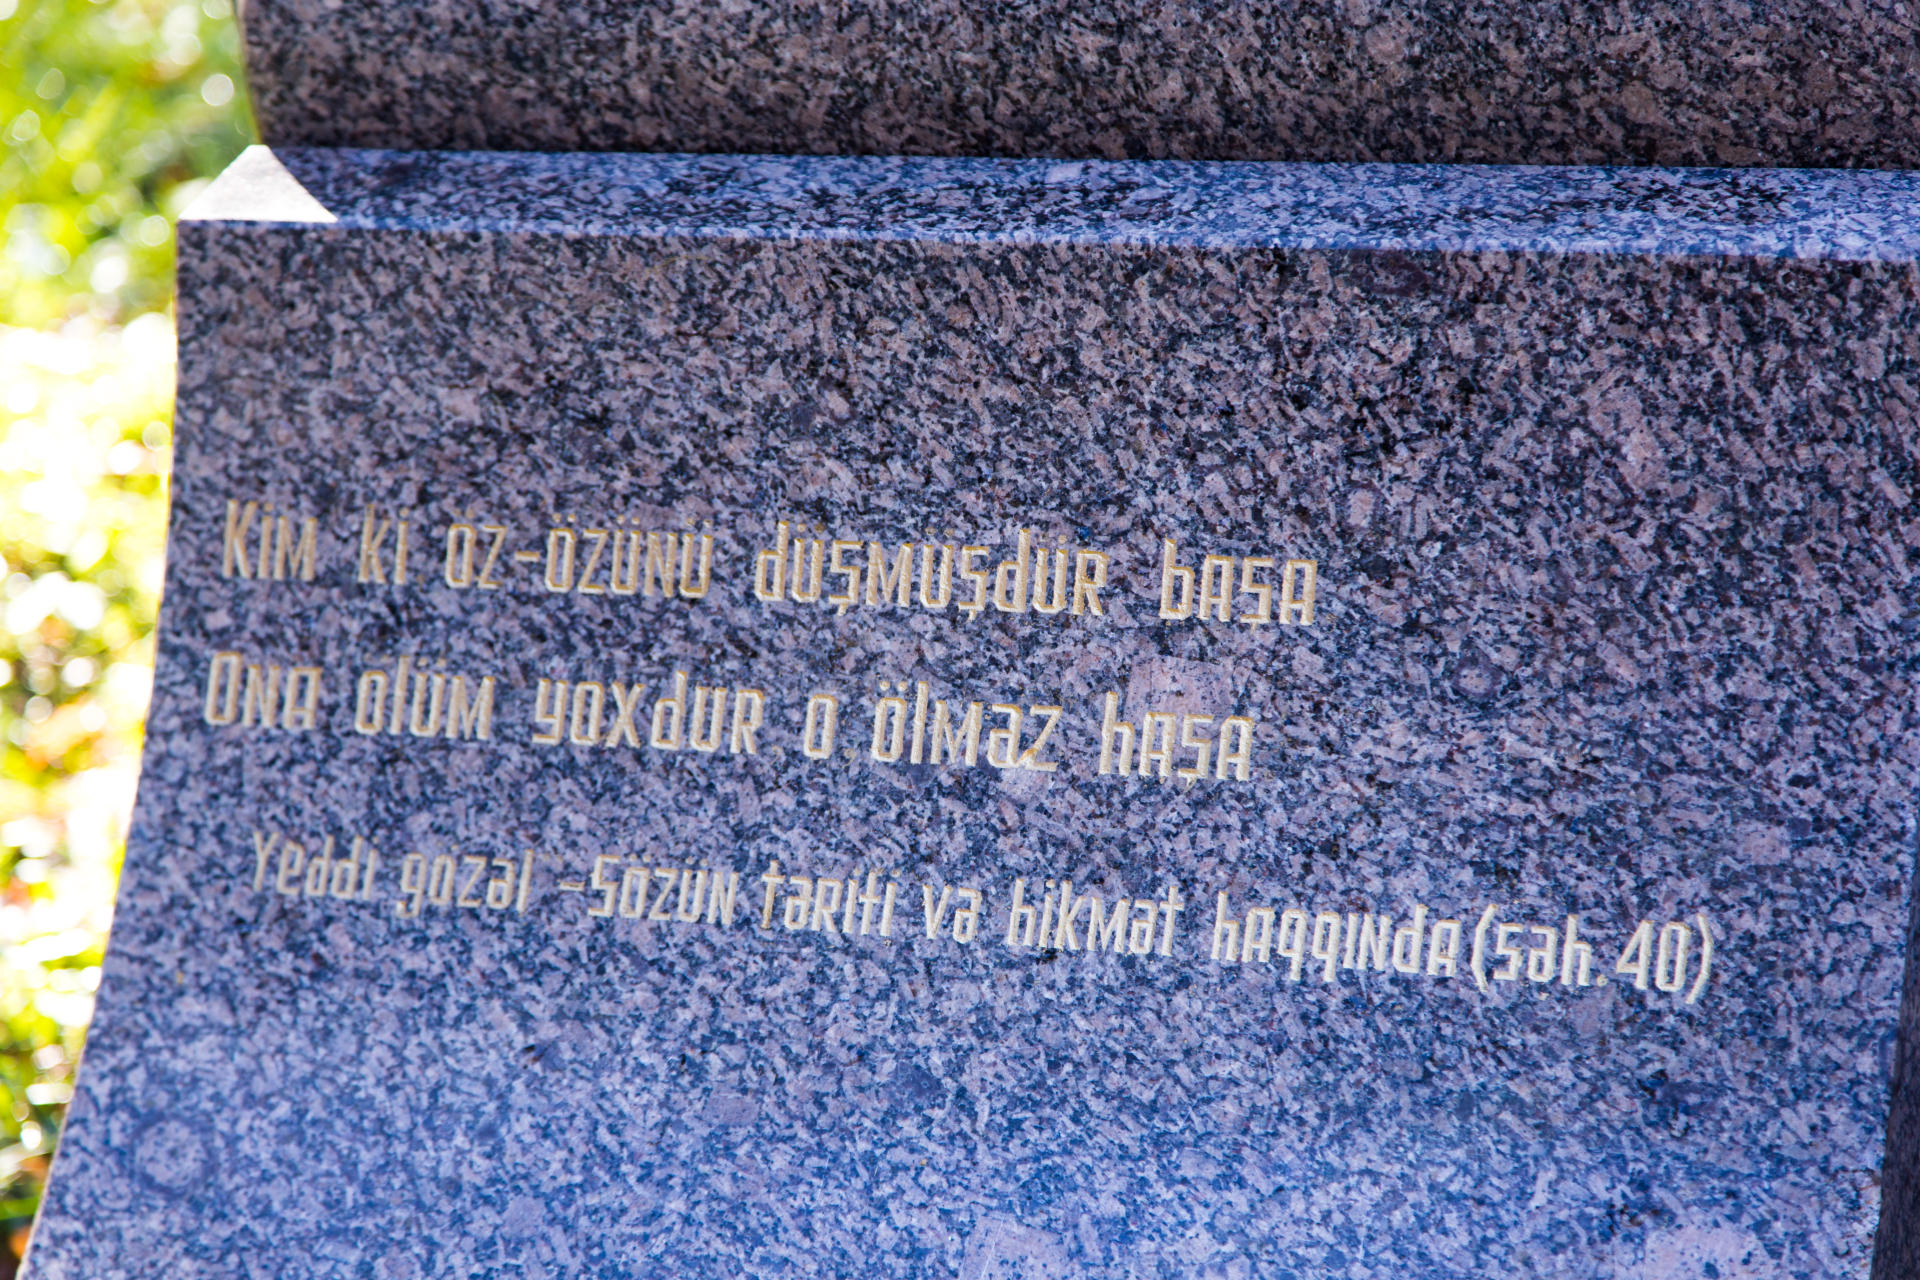 Kim ki öz-özünü düşmüşdür başa
Ona ölüm yoxdur, o, ölməz haşa
Yeddi gözəl -Sözün tərifi və hikmət haqqında(səh.40)